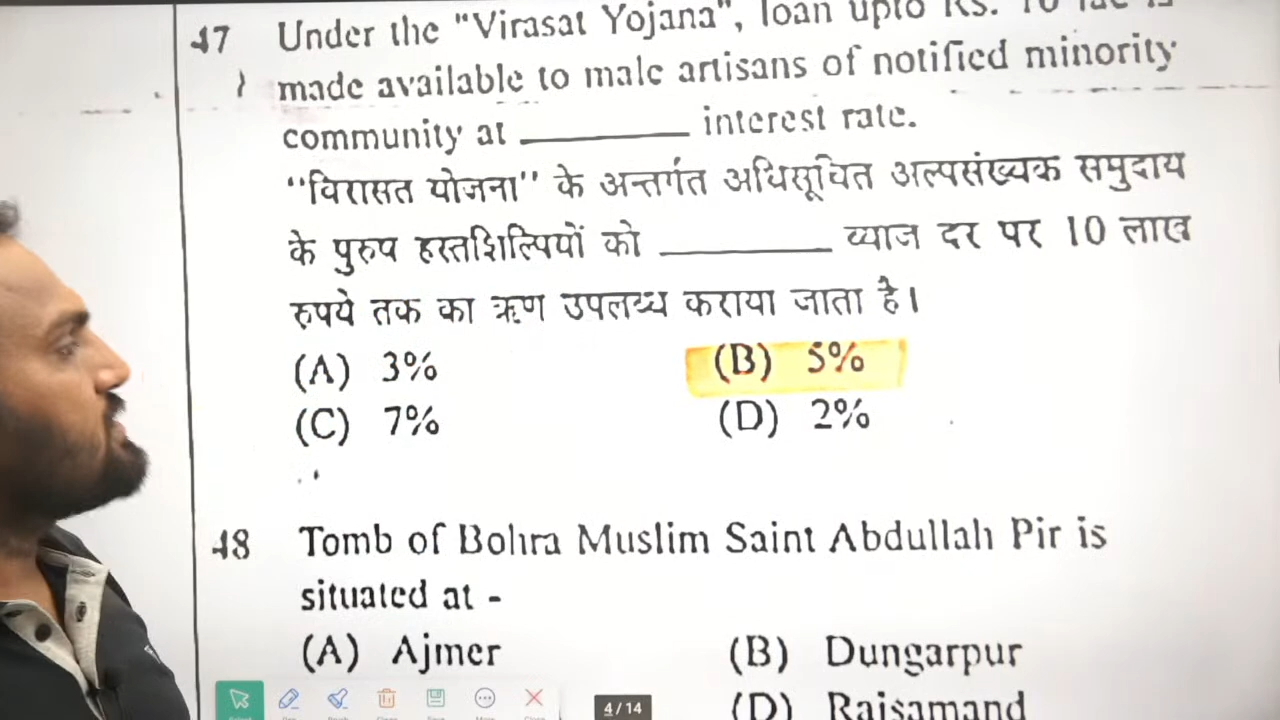 47 Under the "Virasat Yojana", loan upto Rs. 10 lac is
made available to male artisans of notified minority
community at ________ interest rate.
“विरासत योजना” के अन्तर्गत अधिसूचित अल्पसंख्यक समुदाय
के पुरुष हस्तशिल्पियों को ________ ब्याज दर पर 10 लाख
रुपये तक का ऋण उपलब्ध कराया जाता है।
(A) 3% (B) 5%
(C) 7% (D) 2%
48 Tomb of Bohra Muslim Saint Abdullah Pir is
situated at -
(A) Ajmer (B) Dungarpur
(D) Rajsamand
4/14